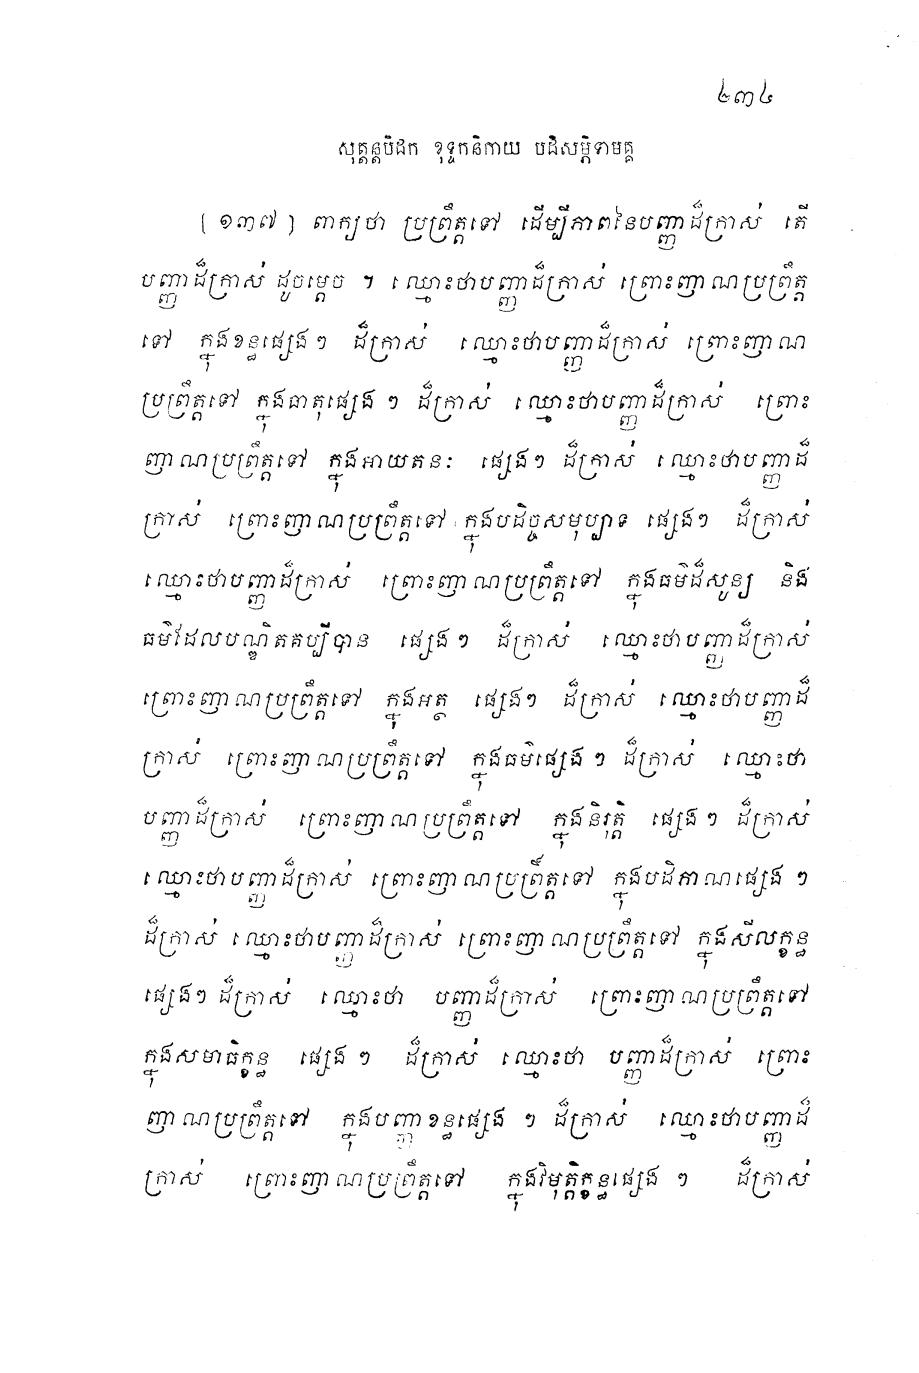 ៤៣៤
សុត្តន្តបិដក ខុទ្ទកនិកាយ បដិសម្ភិទាមគ្គ
[ ១៣៧ ] ពាក្យថា ប្រព្រឹត្តទៅ ដើម្បីភាពនៃបញ្ញាដ៏ក្រាស់ តើ
បញ្ញាដ៏ក្រាស់ ដូចម្តេច ។ ឈ្មោះថាបញ្ញាដ៏ក្រាស់ ព្រោះញាណប្រព្រឹត្ត
ទៅ ក្នុងខន្ធផ្សេងៗ ដ៏ក្រាស់ ឈ្មោះថាបញ្ញាដ៏ក្រាស់ ព្រោះញាណ
ប្រព្រឹត្តទៅ ក្នុងធាតុផ្សេង ៗ ដ៏ក្រាស់ ឈ្មោះថាបញ្ញាដ៏ក្រាស់ ព្រោះ
ញាណប្រព្រឹត្តទៅ ក្នុងអាយតនៈ ផ្សេងៗ ដ៏ក្រាស់ ឈ្មោះថាបញ្ញាដ៏
ក្រាស់ ព្រោះញាណប្រព្រឹត្តទៅ ក្នុងបដិច្ចសមុប្បាទ ផ្សេងៗ ដ៏ក្រាស់
ឈ្មោះថាបញ្ញាដ៏ក្រាស់ ព្រោះញាណប្រព្រឹត្តទៅ ក្នុងធម៌ដ៏សូន្យ និង
ធម៌ដែលបណ្ឌិតគប្បីបាន ផ្សេងៗ ដ៏ក្រាស់ ឈ្មោះថាបញ្ញាដ៏ក្រាស់
ព្រោះញាណប្រព្រឹត្តទៅ ក្នុងអត្ថ ផ្សេងៗ ដ៏ក្រាស់ ឈ្មោះថាបញ្ញាដ៏
ក្រាស់ ព្រោះញាណប្រព្រឹត្តទៅ ក្នុងធម៌ផ្សេង ៗ ដ៏ក្រាស់ ឈ្មោះថា
បញ្ញាដ៏ក្រាស់ ព្រោះញាណប្រព្រឹត្តទៅ ក្នុងនិរុត្តិ ផ្សេងៗ ដ៏ក្រាស់
ឈ្មោះថាបញ្ញាដ៏ក្រាស់ ព្រោះញាណប្រព្រឹត្តទៅ ក្នុងបដិភាណផ្សេង ៗ
ដ៏ក្រាស់ ឈ្មោះថាបញ្ញាដ៏ក្រាស់ ព្រោះញាណប្រព្រឹត្តទៅ ក្នុងសីលក្ខន្ធ
ផ្សេងៗ ដ៏ក្រាស់ ឈ្មោះថា បញ្ញាដ៏ក្រាស់ ព្រោះញាណប្រព្រឹត្តទៅ
ក្នុងសមាធិក្ខន្ធ ផ្សេង ៗ ដ៏ក្រាស់ ឈ្មោះថា បញ្ញាដ៏ក្រាស់ ព្រោះ
ញាណប្រព្រឹត្តទៅ ក្នុងបញ្ញាខន្ធផ្សេង ៗ ដ៏ក្រាស់ ឈ្មោះថាបញ្ញាដ៏
ក្រាស់ ព្រោះញាណប្រព្រឹត្តទៅ ក្នុងវិមុត្តិក្ខន្ធផ្សេង ៗ ដ៏ក្រាស់